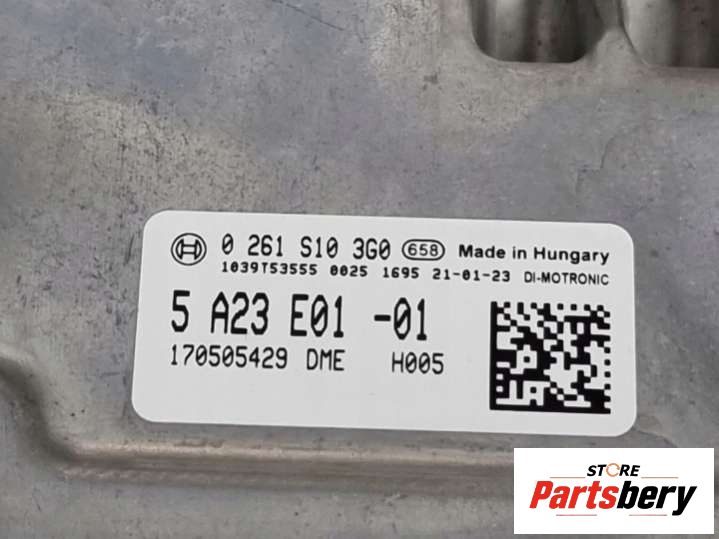 0 261 S10 3G0 658 Made in Hungary
1039T53555 0025 1695 21-01-23 DI-MOTRONIC
5 A23 E01 -01
170505429 DME H005
STORE
Partsbery